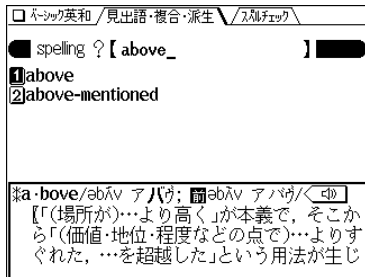 ベーシック英和 見出語・複合・派生 スペルチェック
spelling ?【above_ 】
1above
2above-mentioned
*a·bove/əbʌ́v アバヴ; 前əbʌ̀v アバヴ/
〖「(場所が)…より高く」が本義で, そこか
ら「(価値・地位・程度などの点で)…よりす
ぐれた, …を超越した」という用法が生じ